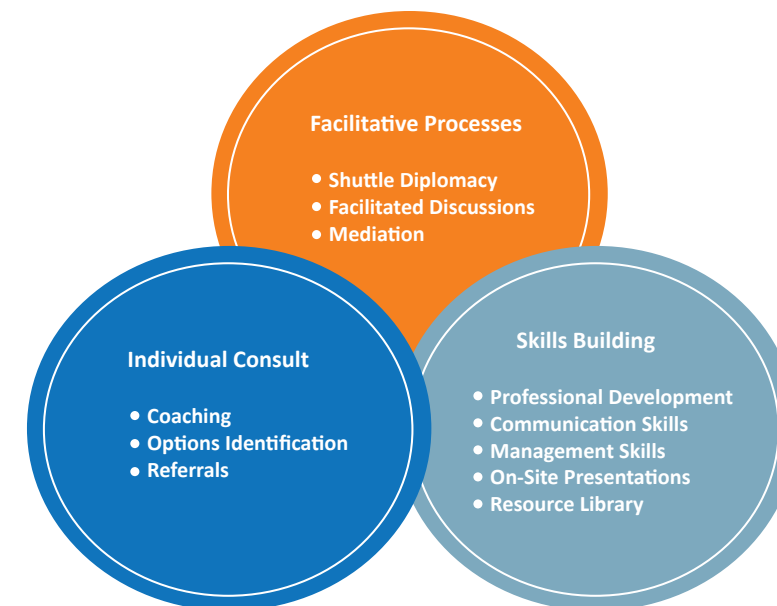 Facilitative Processes
• Shuttle Diplomacy
• Facilitated Discussions
• Mediation
Individual Consult
• Coaching
• Options Identification
• Referrals
Skills Building
• Professional Development
• Communication Skills
• Management Skills
• On-Site Presentations
• Resource Library